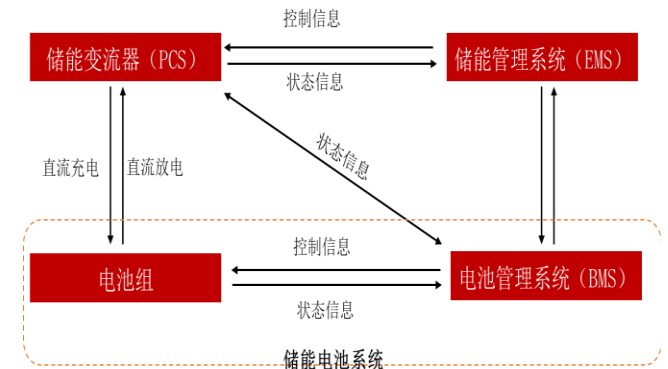 控制信息
储能变流器（PCS）
储能管理系统（EMS）
状态信息
状态信息
直流充电
直流放电
控制信息
电池组
电池管理系统（BMS）
状态信息
储能电池系统